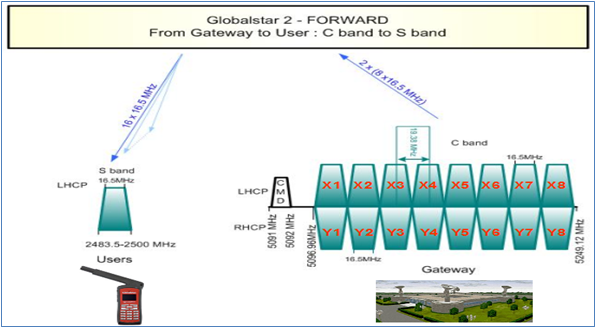 Globalstar 2 - FORWARD
From Gateway to User : C band to S band
16 x 16.5 MHz
2 x (8 x16.5 MHz)
19.38 MHz
C band
S band
16.5MHz
16.5MHz
LHCP
LHCP
CMD
X1 X2 X3 X4 X5 X6 X7 X8
RHCP
Y1 Y2 Y3 Y4 Y5 Y6 Y7 Y8
5091 MHz
5092 MHz
5096.96MHz
16.5MHz
5249.12 MHz
2483.5-2500 MHz
Users
Gateway